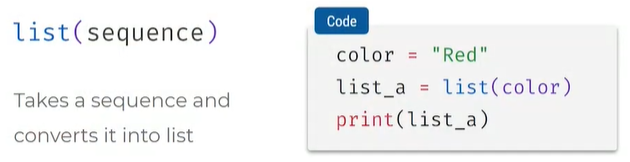 list(sequence)
Takes a sequence and
converts it into list
Code
color = "Red"
list_a = list(color)
print(list_a)